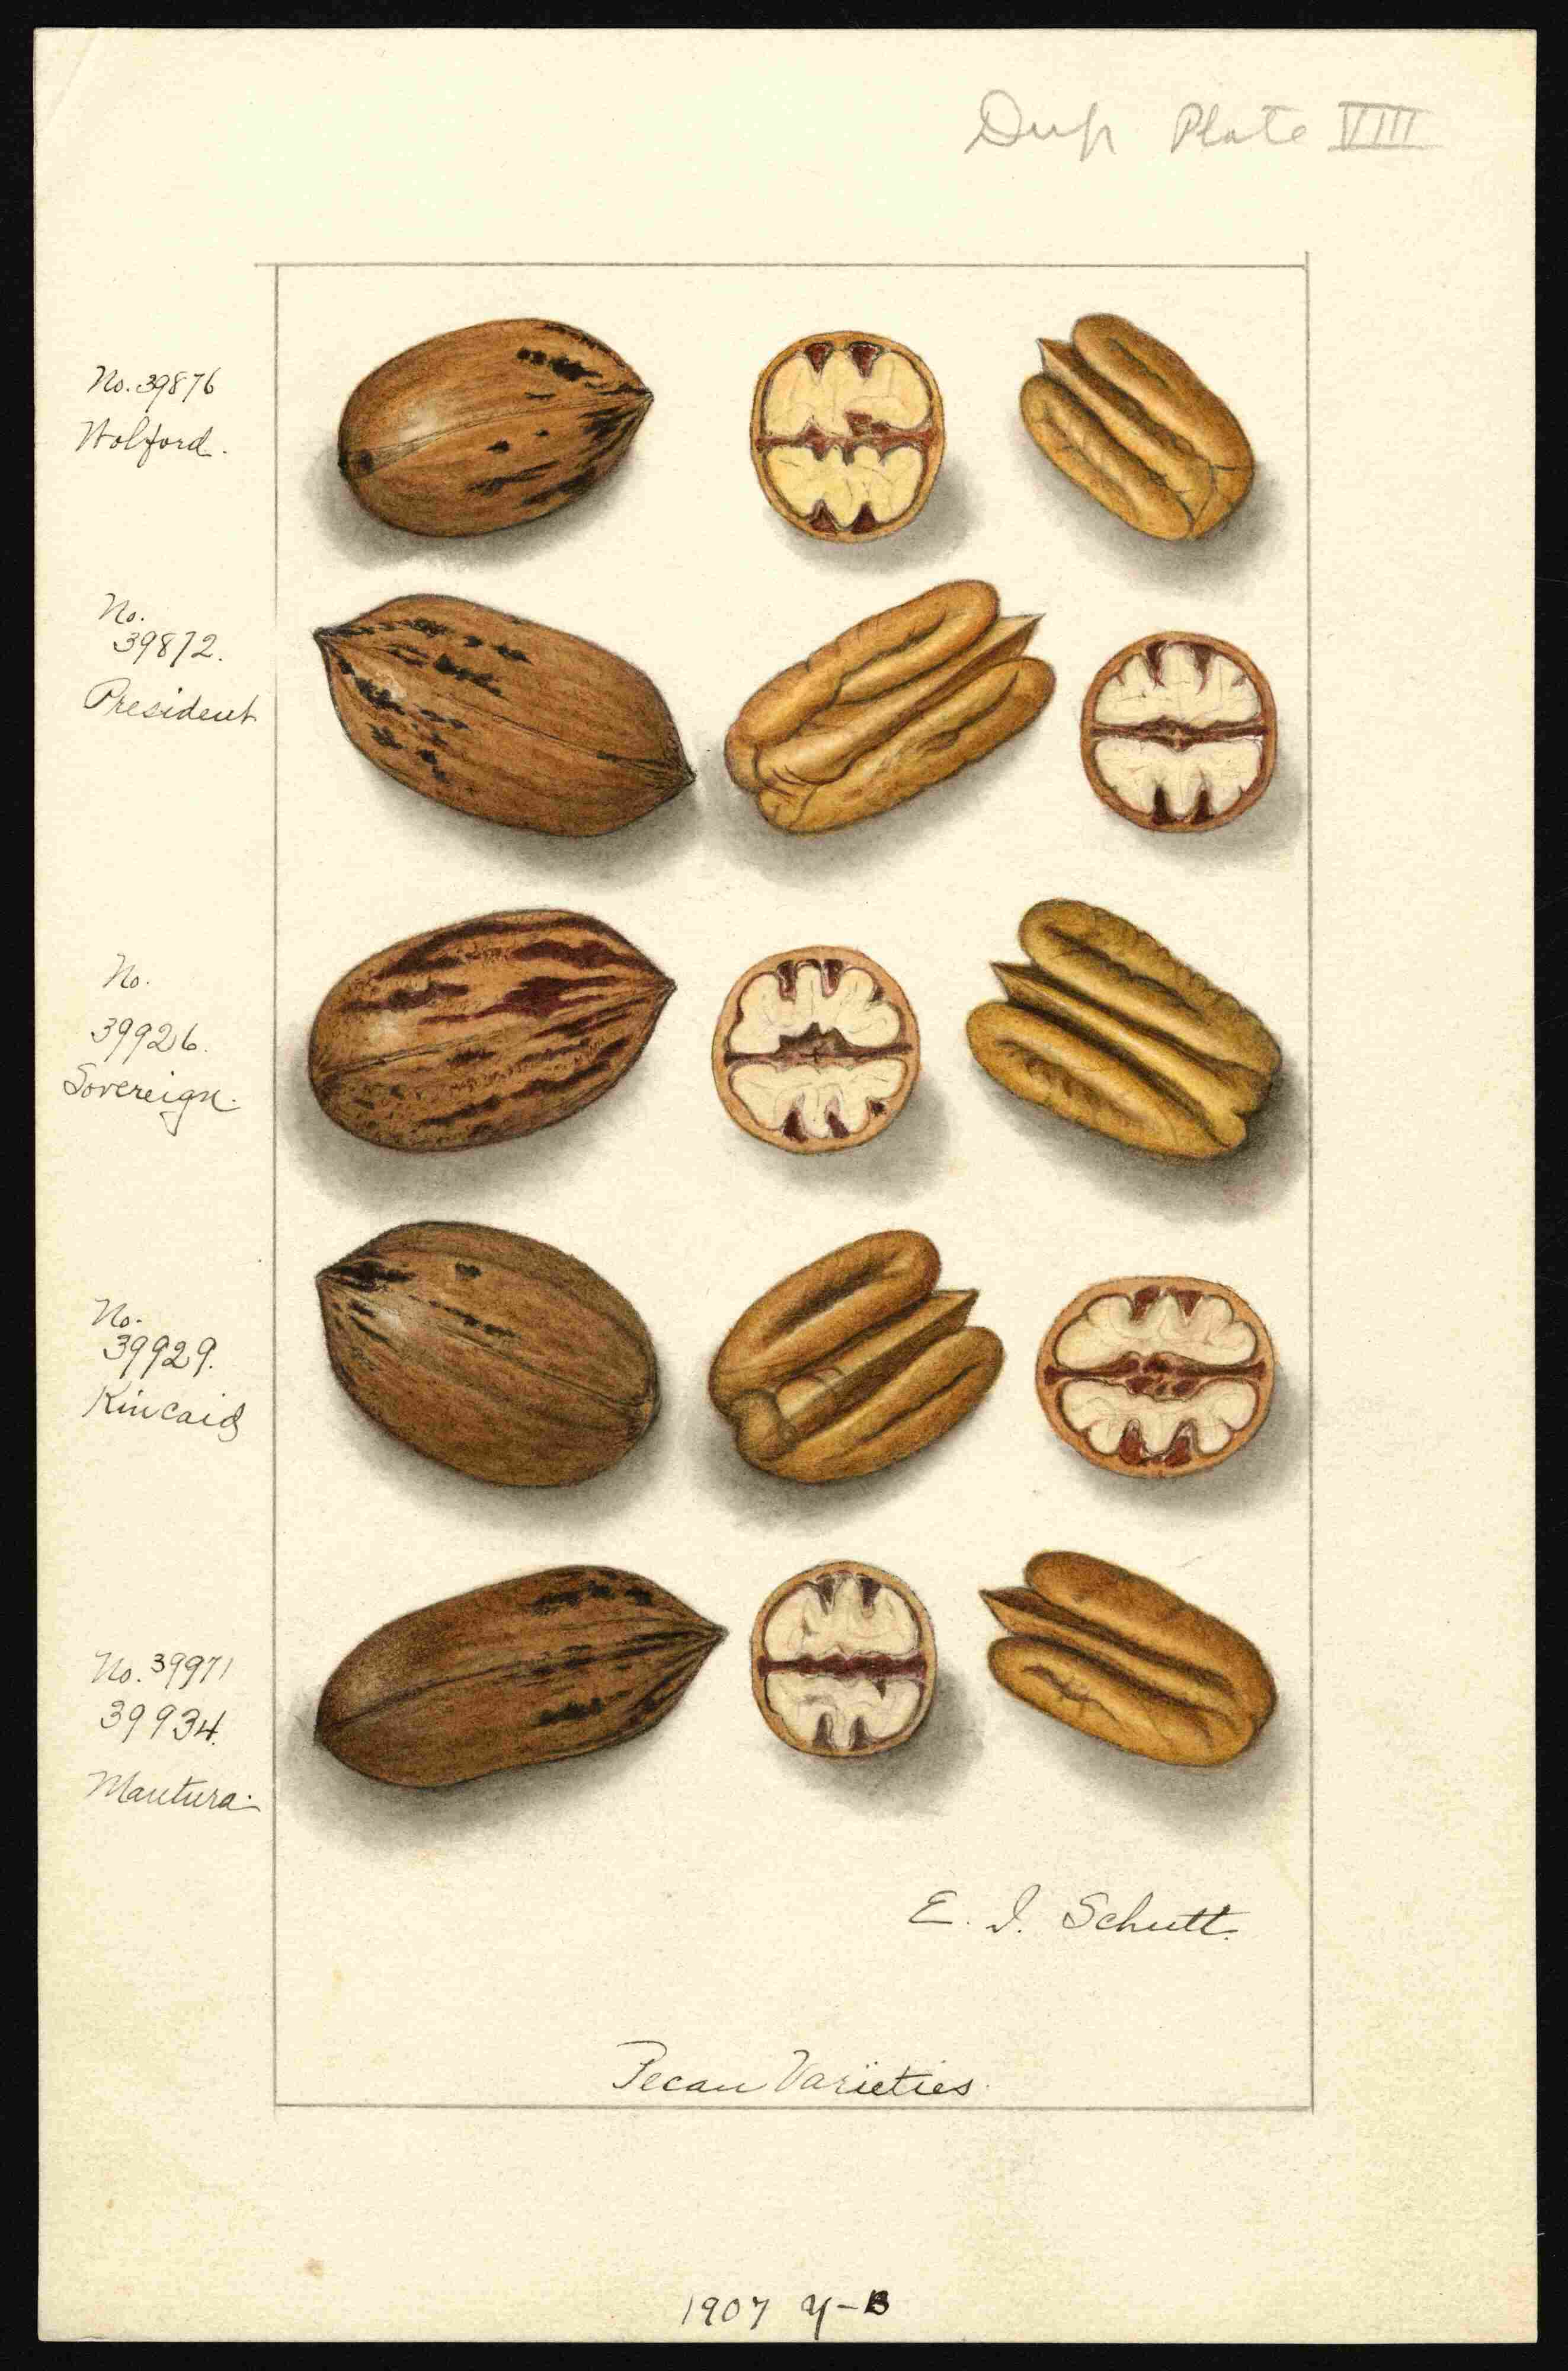 Dup Plate VIII
No. 39876
Wolford.
No.
39872.
President
No.
39926.
Sovereign.
No.
39929.
Kincaid
No. 39971
39934.
Mantura.
E. I. Schutt.
Pecan Varieties.
1907 Y-B